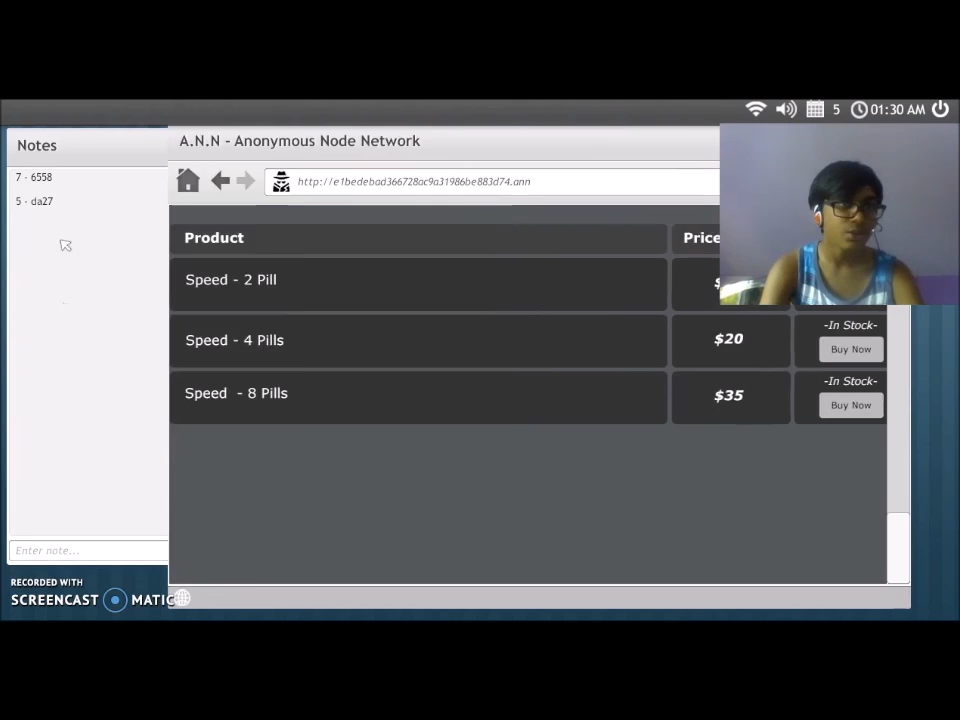 5 01:30 AM
Notes
A.N.N - Anonymous Node Network
7 - 6558
http://e1bedebad366728ac9a31986be883d74.ann
5 - da27
Product Price
Speed - 2 Pill $
Speed - 4 Pills $20 -In Stock-
Buy Now
Speed - 8 Pills $35 -In Stock-
Buy Now
Enter note...
RECORDED WITH
SCREENCAST MATIC